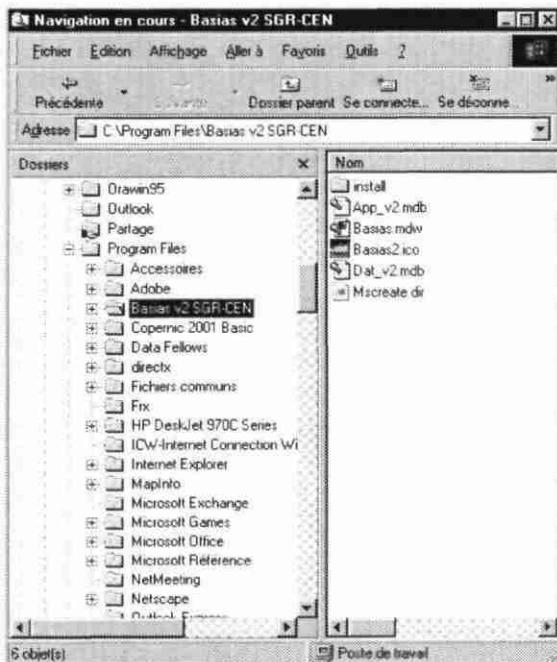 Navigation en cours - Basias v2 SGR-CEN
Fichier Edition Affichage Aller à Favoris Outils ?
Précédente Suivante Dossier parent Se connecte... Se déconne... »
Adresse C:\Program Files\Basias v2 SGR-CEN
Dossiers
Orawin95
Outlook
Partage
Program Files
Accessoires
Adobe
Basias v2 SGR-CEN
Copernic 2001 Basic
Data Fellows
directx
Fichiers communs
Frx
HP DeskJet 970C Series
ICW-Internet Connection Wi
Internet Explorer
MapInfo
Microsoft Exchange
Microsoft Games
Microsoft Office
Microsoft Référence
NetMeeting
Netscape
Outlook Express
Nom
install
App_v2.mdb
Basias.mdw
Basias2.ico
Dat_v2.mdb
Mscreate.dir
6 objet(s)
Poste de travail